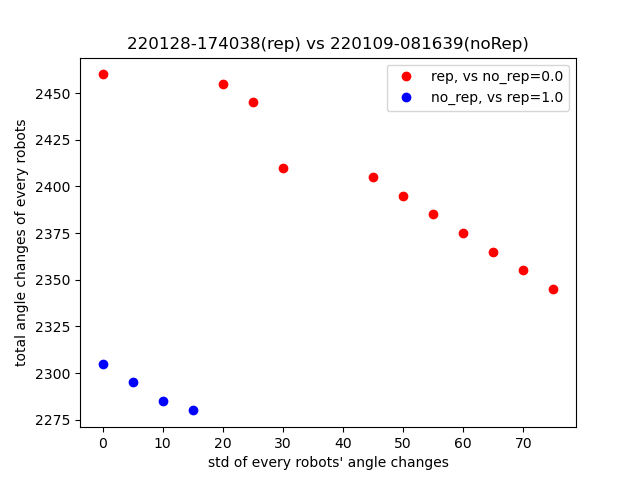 220128-174038(rep) vs 220109-081639(noRep)
rep, vs no_rep=0.0
no_rep, vs rep=1.0
total angle changes of every robots
2450
2425
2400
2375
2350
2325
2300
2275
0 10 20 30 40 50 60 70
std of every robots' angle changes